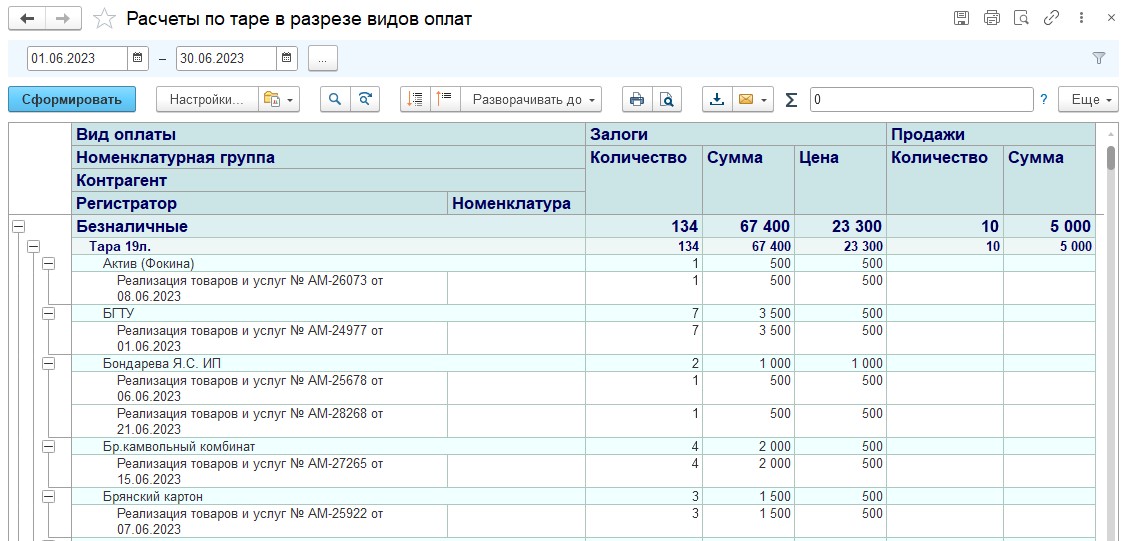 Расчеты по таре в разрезе видов оплат
01.06.2023 – 30.06.2023 ...
Сформировать Настройки... Разворачивать до Σ 0 ? Еще
Вид оплаты Залоги Продажи
Номенклатурная группа Количество Сумма Цена Количество Сумма
Контрагент
Регистратор Номенклатура
Безналичные 134 67 400 23 300 10 5 000
Тара 19л. 134 67 400 23 300 10 5 000
Актив (Фокина) 1 500 500
Реализация товаров и услуг № АМ-26073 от 1 500 500
08.06.2023
БГТУ 7 3 500 500
Реализация товаров и услуг № АМ-24977 от 7 3 500 500
01.06.2023
Бондарева Я.С. ИП 2 1 000 1 000
Реализация товаров и услуг № АМ-25678 от 1 500 500
06.06.2023
Реализация товаров и услуг № АМ-28268 от 1 500 500
21.06.2023
Бр.камвольный комбинат 4 2 000 500
Реализация товаров и услуг № АМ-27265 от 4 2 000 500
15.06.2023
Брянский картон 3 1 500 500
Реализация товаров и услуг № АМ-25922 от 3 1 500 500
07.06.2023